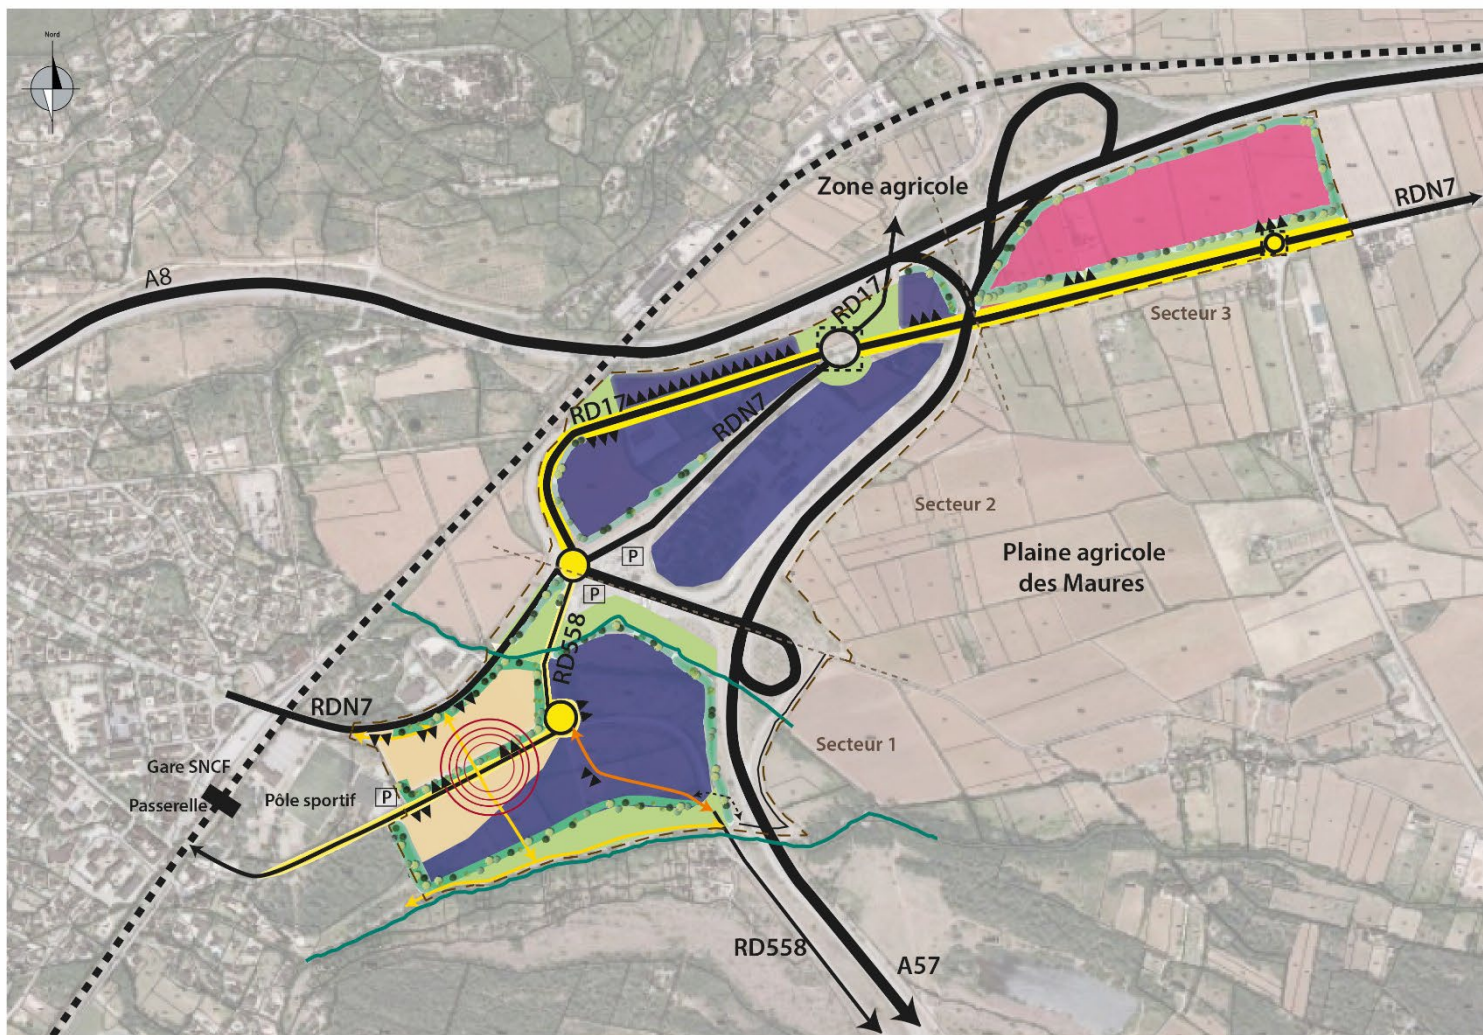 Nord
Zone agricole
RDN7
A8
RD17
Secteur 3
RD17
RDN7
Secteur 2
Plaine agricole
des Maures
P
P
RD558
RDN7
Secteur 1
Gare SNCF
Passerelle
Pôle sportif
P
RD558
A57